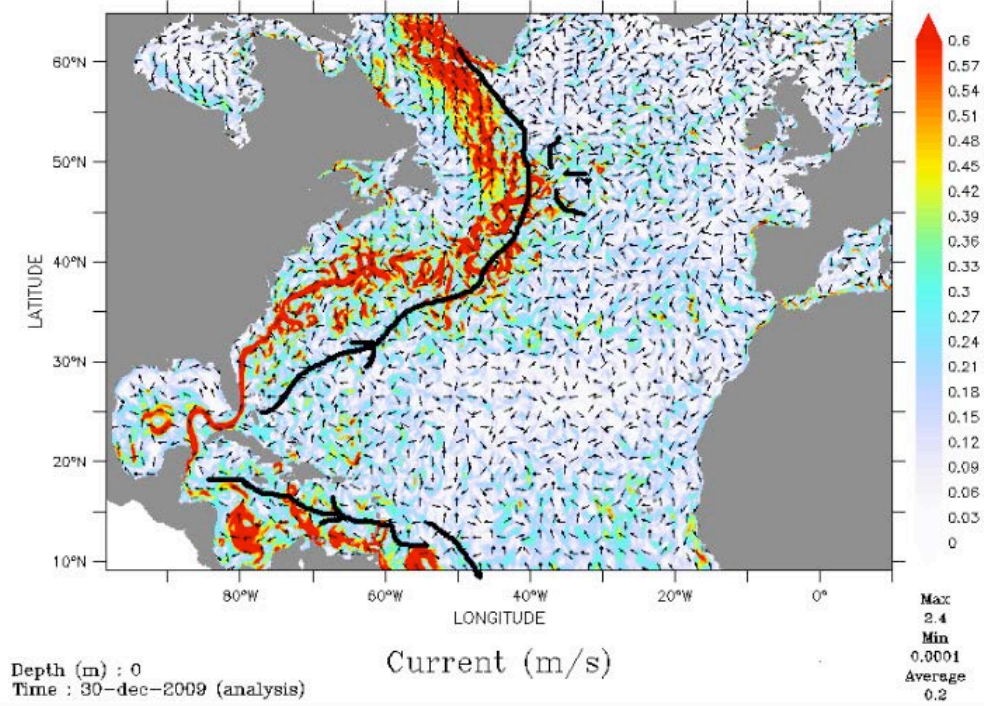 60°N
50°N
40°N
30°N
20°N
10°N
LATITUDE
80°W
60°W
40°W
20°W
0°
LONGITUDE
0.6
0.57
0.54
0.51
0.48
0.45
0.42
0.39
0.36
0.33
0.3
0.27
0.24
0.21
0.18
0.15
0.12
0.09
0.06
0.03
0
Max
2.4
Min
0.0001
Average
0.2
Current (m/s)
Depth (m) : 0
Time : 30-dec-2009 (analysis)